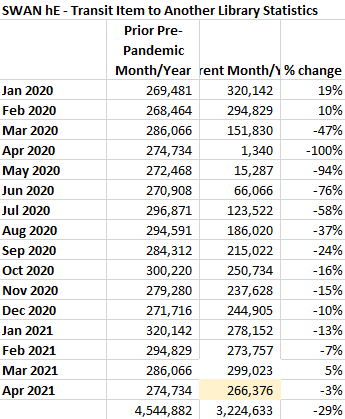 SWAN hE - Transit Item to Another Library Statistics
Prior Pre-
Pandemic
Month/Year rent Month/Y % change
Jan 2020 269,481 320,142 19%
Feb 2020 268,464 294,829 10%
Mar 2020 286,066 151,830 -47%
Apr 2020 274,734 1,340 -100%
May 2020 272,468 15,287 -94%
Jun 2020 270,908 66,066 -76%
Jul 2020 296,871 123,522 -58%
Aug 2020 294,591 186,020 -37%
Sep 2020 284,312 215,022 -24%
Oct 2020 300,220 250,734 -16%
Nov 2020 279,280 237,628 -15%
Dec 2020 271,716 244,905 -10%
Jan 2021 320,142 278,152 -13%
Feb 2021 294,829 273,757 -7%
Mar 2021 286,066 299,023 5%
Apr 2021 274,734 266,376 -3%
4,544,882 3,224,633 -29%